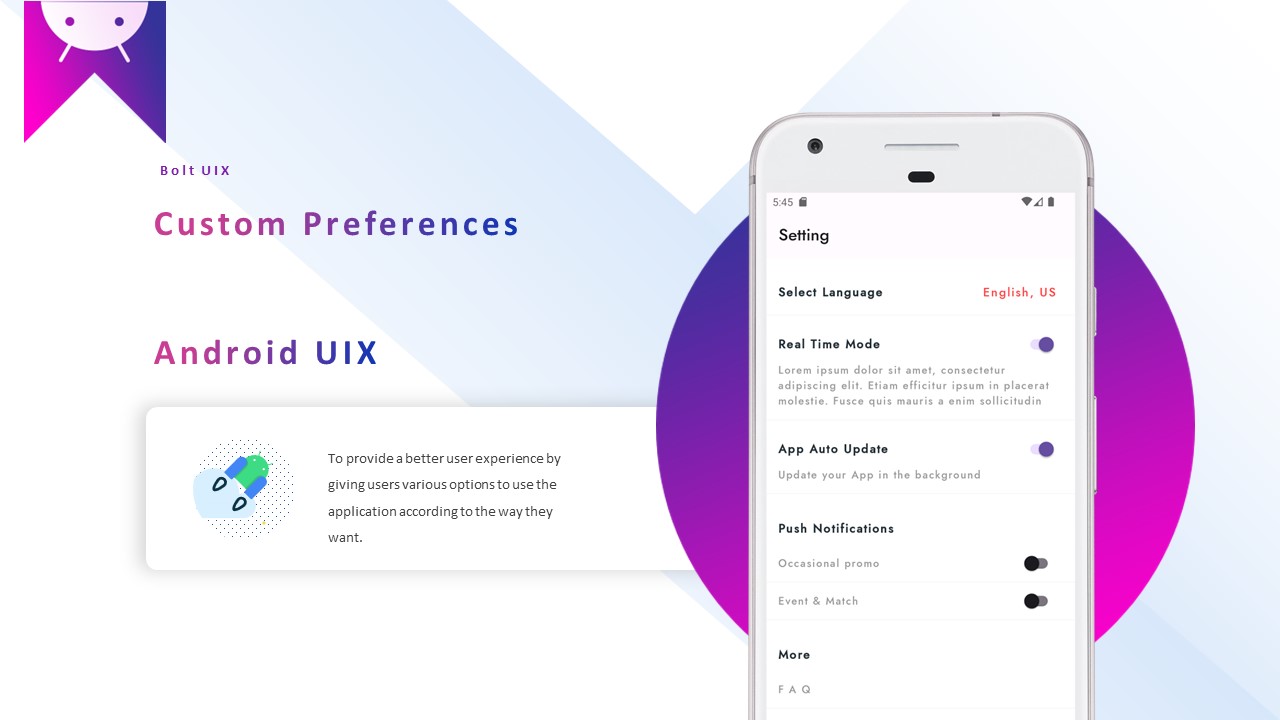 Bolt UIX
Custom Preferences
Android UIX
To provide a better user experience by
giving users various options to use the
application according to the way they
want.
5:45
Setting
Select Language English, US
Real Time Mode
Lorem ipsum dolor sit amet, consectetur
adipiscing elit. Etiam efficitur ipsum in placerat
molestie. Fusce quis mauris a enim sollicitudin
App Auto Update
Update your App in the background
Push Notifications
Occasional promo
Event & Match
More
F A Q